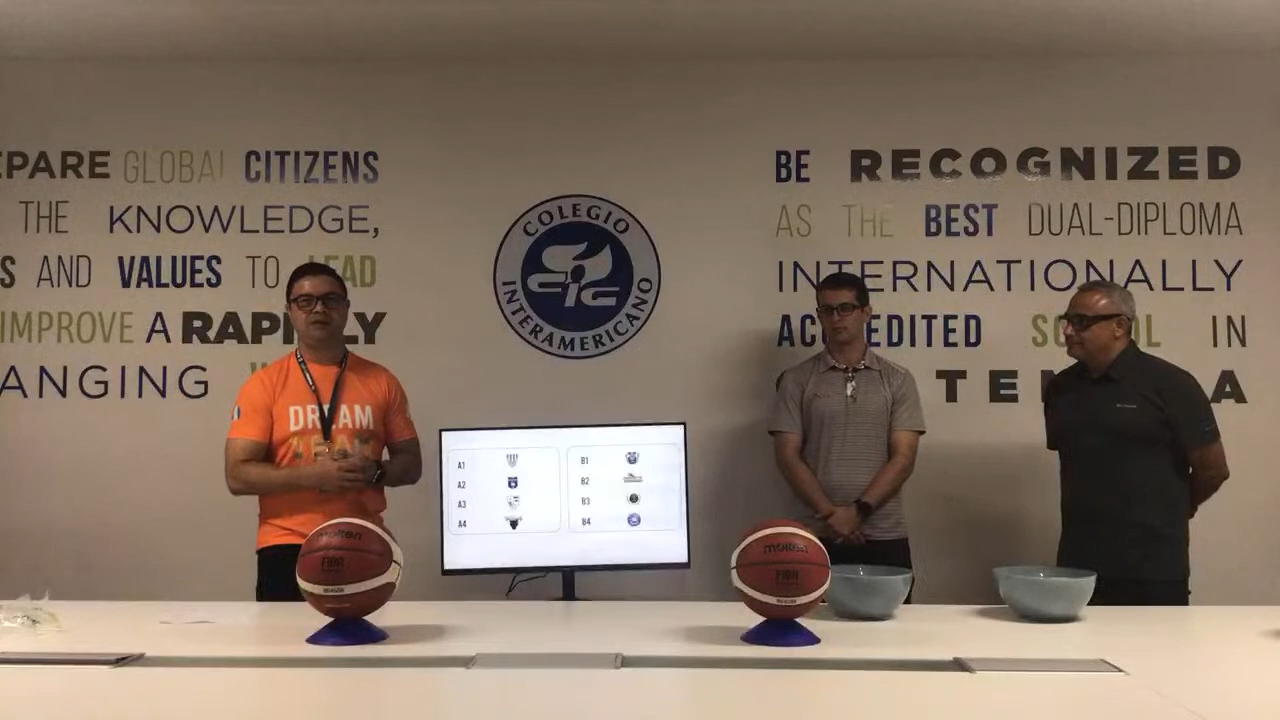 EPARE GLOBAL CITIZENS
THE KNOWLEDGE,
S AND VALUES TO LEAD
IMPROVE A RAPIDLY
ANGING
COLEGIO
INTERAMERICANO
CIC
BE RECOGNIZED
AS THE BEST DUAL-DIPLOMA
INTERNATIONALLY
ACCREDITED SCHOOL IN
DREAM
A1
A2
A3
A4
B1
B2
B3
B4
molten
FIBA
molten
FIBA